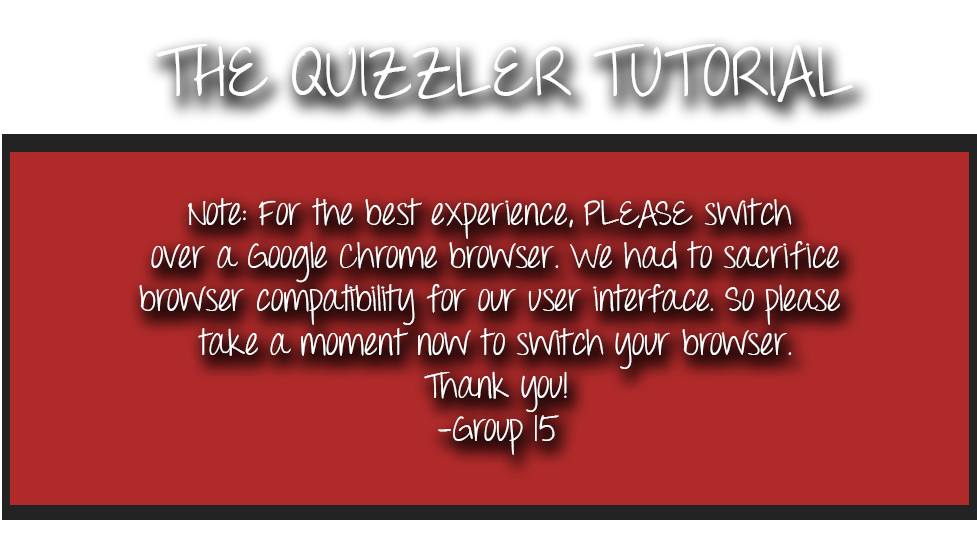 THE QUIZZLER TUTORIAL
Note: For the best experience, PLEASE switch
over a Google Chrome browser. We had to sacrifice
browser compatibility for our user interface. So please
take a moment now to switch your browser.
Thank you!
-Group 15